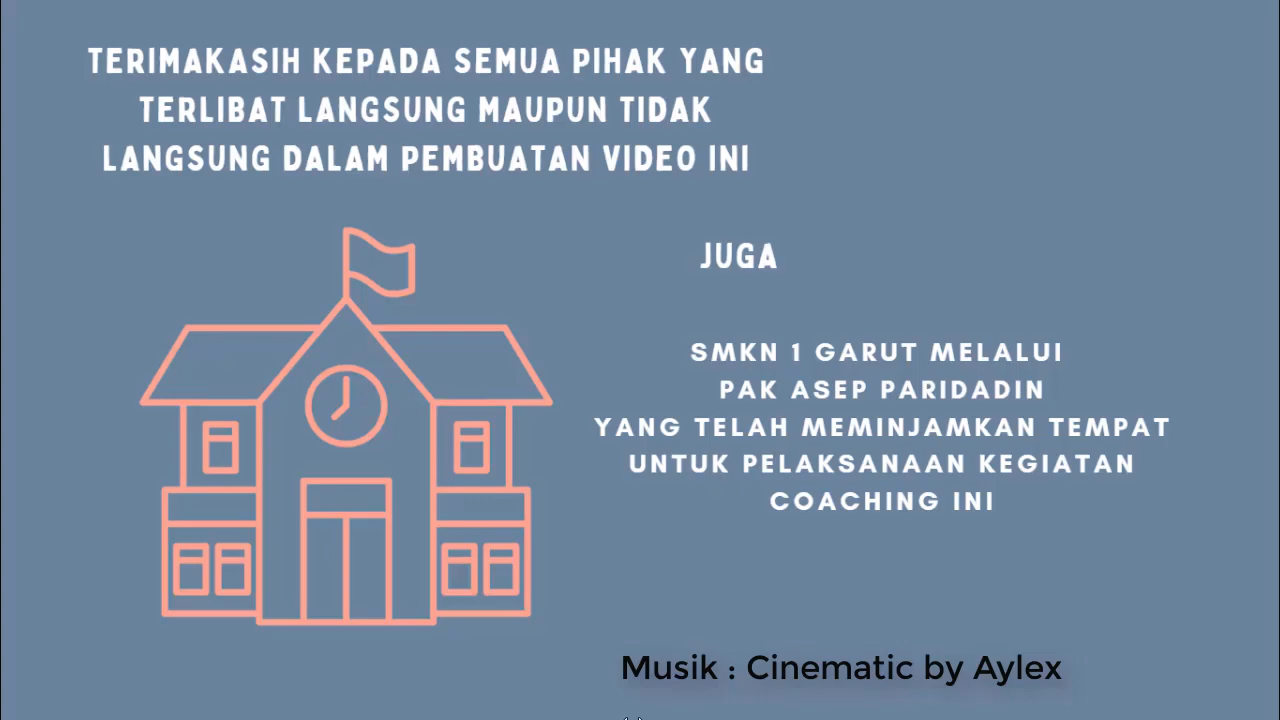 TERIMAKASIH KEPADA SEMUA PIHAK YANG
TERLIBAT LANGSUNG MAUPUN TIDAK
LANGSUNG DALAM PEMBUATAN VIDEO INI
JUGA
SMKN 1 GARUT MELALUI
PAK ASEP PARIDADIN
YANG TELAH MEMINJAMKAN TEMPAT
UNTUK PELAKSANAAN KEGIATAN
COACHING INI
Musik : Cinematic by Aylex